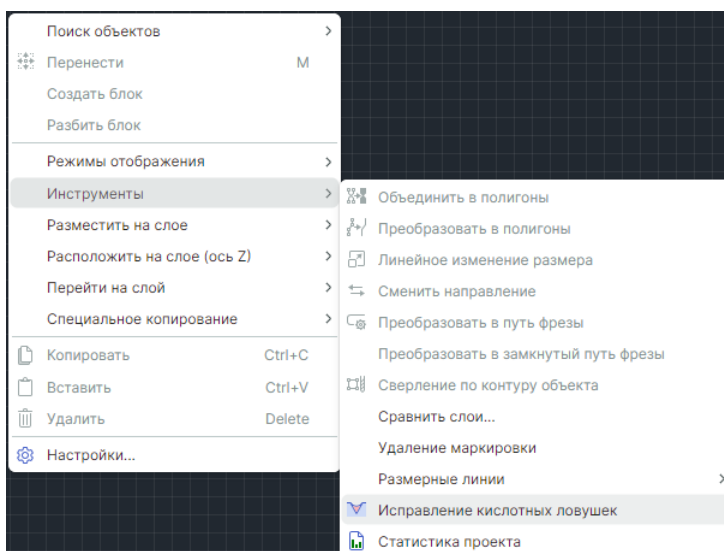 Поиск объектов
Перенести M
Создать блок
Разбить блок
Режимы отображения
Инструменты
Разместить на слое
Расположить на слое (ось Z)
Перейти на слой
Специальное копирование
Копировать Ctrl+C
Вставить Ctrl+V
Удалить Delete
Настройки...
Объединить в полигоны
Преобразовать в полигоны
Линейное изменение размера
Сменить направление
Преобразовать в путь фрезы
Преобразовать в замкнутый путь фрезы
Сверление по контуру объекта
Сравнить слои...
Удаление маркировки
Размерные линии
Исправление кислотных ловушек
Статистика проекта